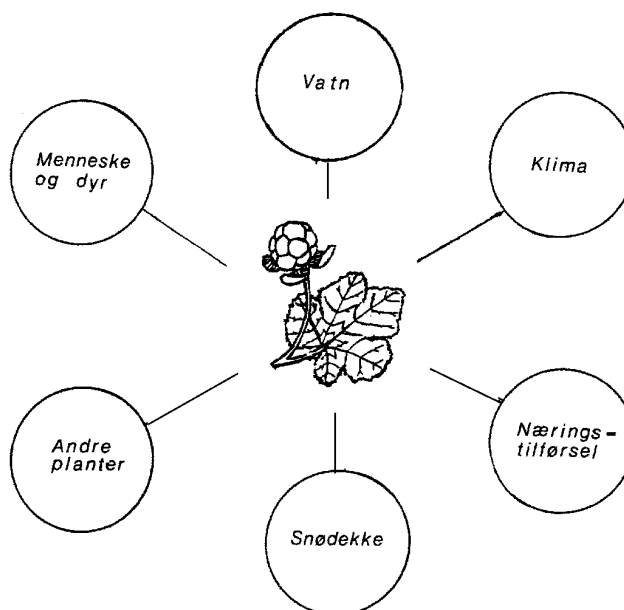 Vatn
Menneske
og dyr
Klima
Andre
planter
Nærings-
tilførsel
Snødekke